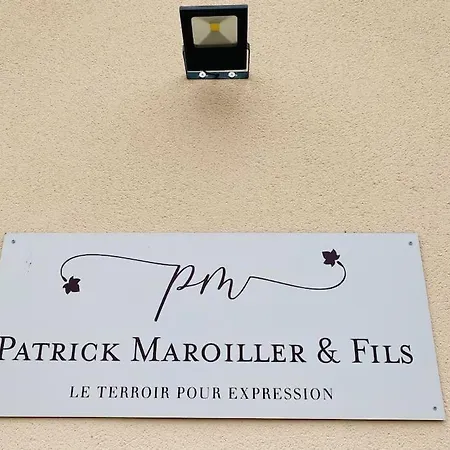 pm
PATRICK MAROILLER & FILS
LE TERROIR POUR EXPRESSION